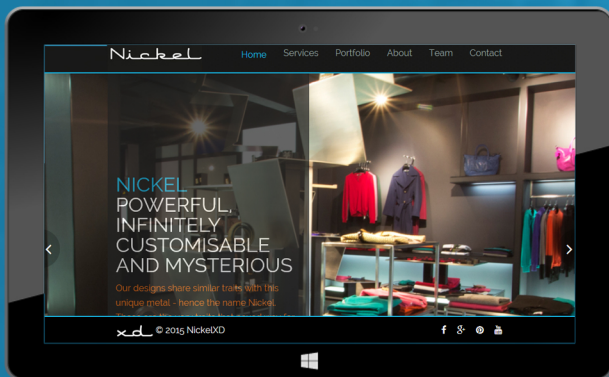 Nickel
Home Services Portfolio About Team Contact
NICKEL
POWERFUL,
INFINITELY
CUSTOMISABLE
AND MYSTERIOUS
Our designs share similar traits with this
unique metal - hence the name Nickel.
xd © 2015 NickelXD